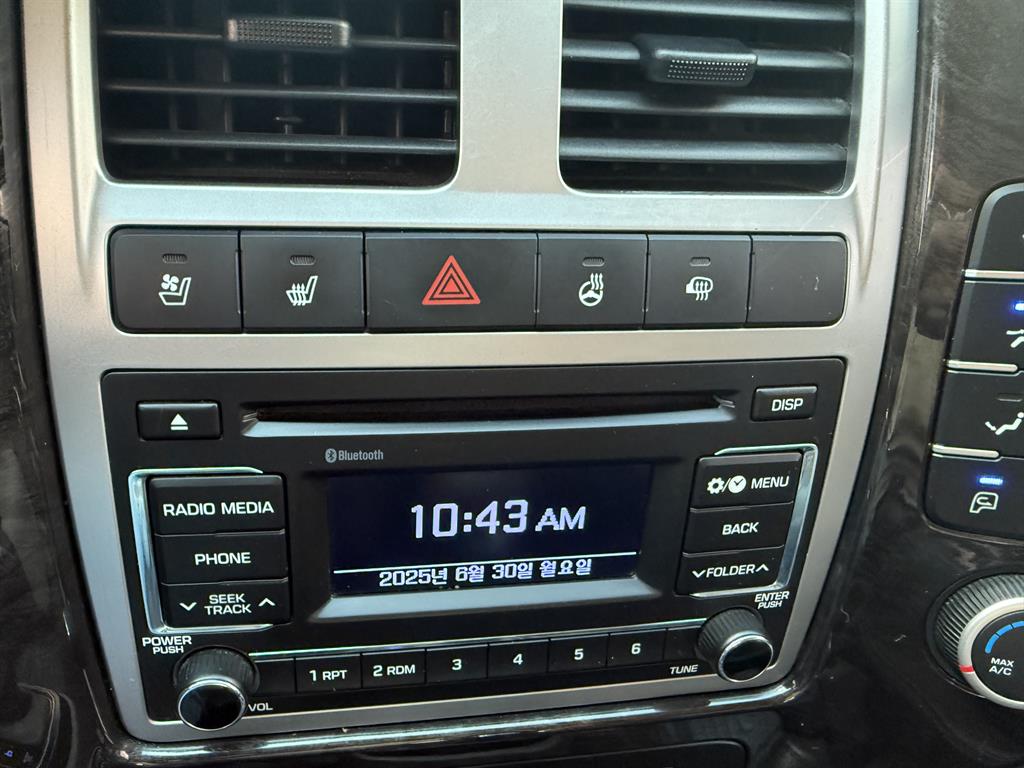 DISP
Bluetooth
RADIO MEDIA
PHONE
SEEK
TRACK
10:43 AM
2025년 6월 30일 월요일
/ MENU
BACK
FOLDER
POWER
PUSH
ENTER
PUSH
VOL
1 RPT
2 RDM
3
4
5
6
TUNE
MAX
A/C